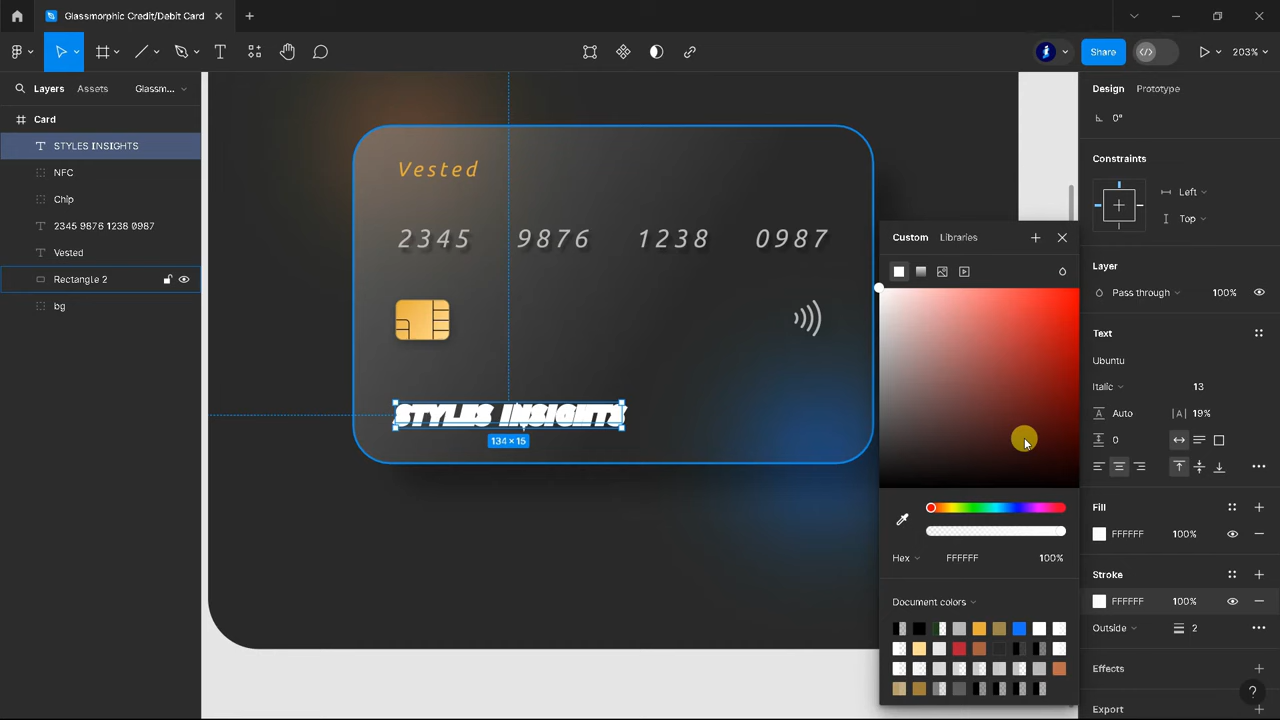 Glassmorphic Credit/Debit Card
Share
203%
Layers
Assets
Glassm...
Card
STYLES INSIGHTS
NFC
Chip
2345 9876 1238 0987
Vested
Rectangle 2
bg
Vested
2345 9876 1238 0987
STYLES INSIGHTS
134 × 15
Custom
Libraries
Hex
FFFFFF
100%
Document colors
Design
Prototype
0°
Constraints
Left
Top
Layer
Pass through
100%
Text
Ubuntu
Italic
13
A
Auto
|A|
19%
0
Fill
FFFFFF
100%
Stroke
FFFFFF
100%
Outside
2
Effects
Export
?